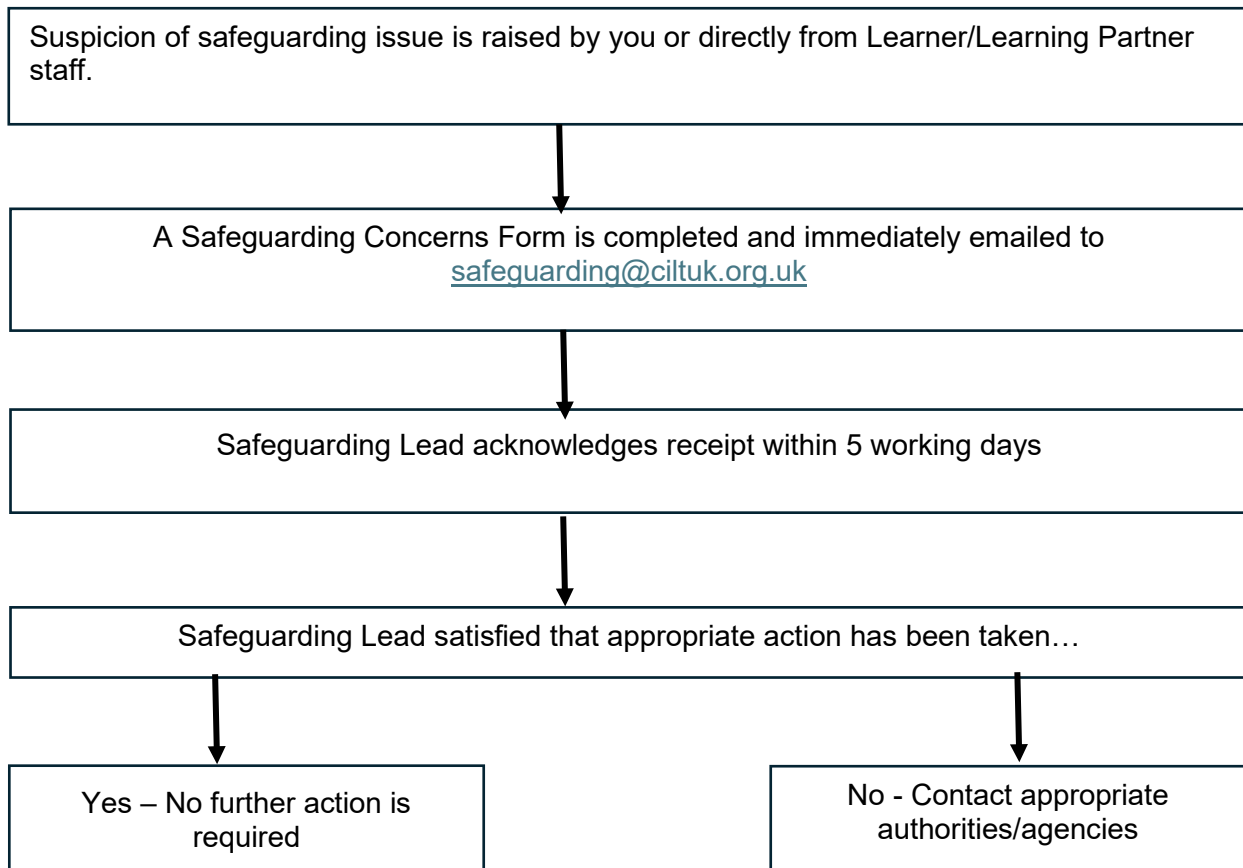 Suspicion of safeguarding issue is raised by you or directly from Learner/Learning Partner
staff.
A Safeguarding Concerns Form is completed and immediately emailed to
safeguarding@ciltuk.org.uk
Safeguarding Lead acknowledges receipt within 5 working days
Safeguarding Lead satisfied that appropriate action has been taken…
Yes – No further action is
required
No - Contact appropriate
authorities/agencies